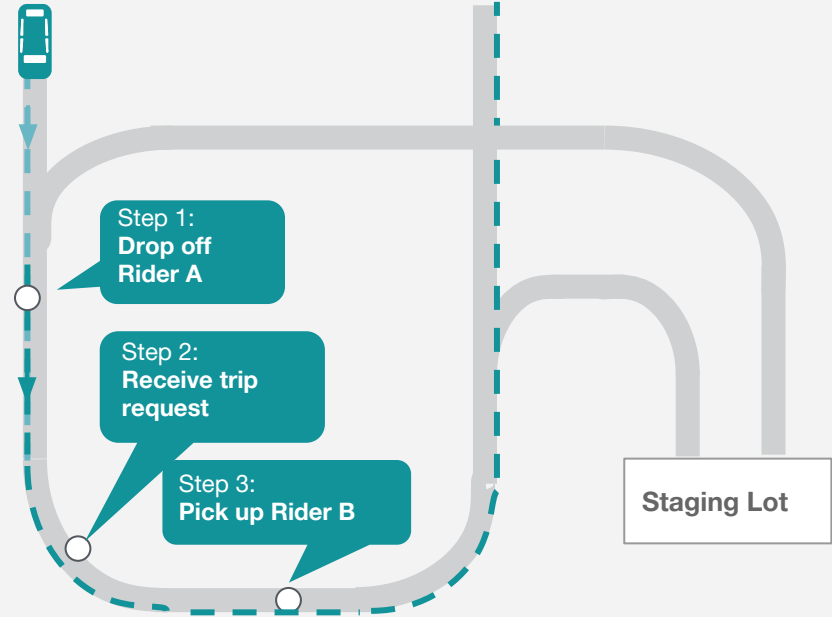 Step 1:
Drop off
Rider A
Step 2:
Receive trip
request
Step 3:
Pick up Rider B
Staging Lot